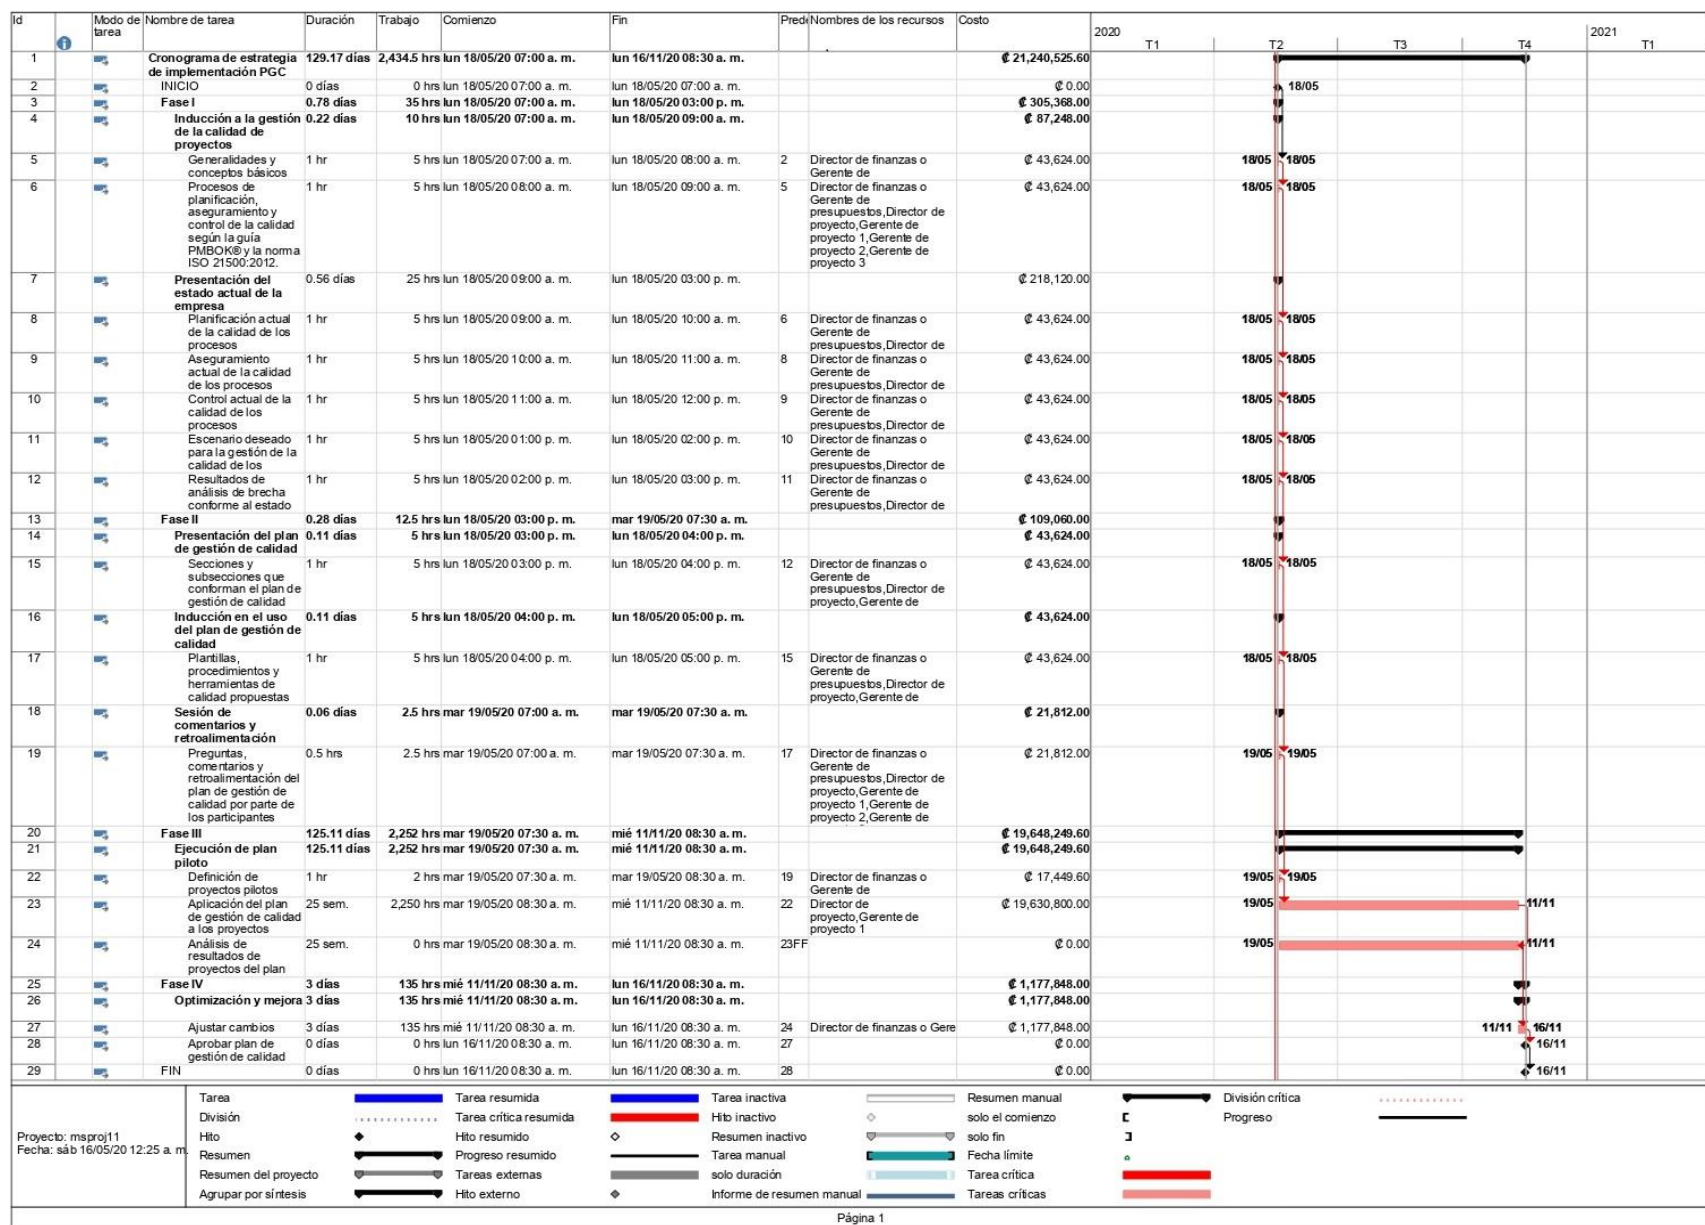 Id Modo de tarea Nombre de tarea Duración Trabajo Comienzo Fin Prede Nombres de los recursos Costo
2020 2021
T1 T2 T3 T4 T1
1 Cronograma de estrategia 129.17 días 2,434.5 hrs lun 18/05/20 07:00 a. m. lun 16/11/20 08:30 a. m. ₡ 21,240,525.60
de implementación PGC
2 INICIO 0 días 0 hrs lun 18/05/20 07:00 a. m. lun 18/05/20 07:00 a. m. ₡ 0.00 18/05
3 Fase I 0.78 días 35 hrs lun 18/05/20 07:00 a. m. lun 18/05/20 03:00 p. m. ₡ 305,368.00
4 Inducción a la gestión 0.22 días 10 hrs lun 18/05/20 07:00 a. m. lun 18/05/20 09:00 a. m. ₡ 87,248.00
de la calidad de
proyectos
5 Generalidades y 1 hr 5 hrs lun 18/05/20 07:00 a. m. lun 18/05/20 08:00 a. m. 2 Director de finanzas o ₡ 43,624.00 18/05 18/05
conceptos básicos Gerente de
6 Procesos de 1 hr 5 hrs lun 18/05/20 08:00 a. m. lun 18/05/20 09:00 a. m. 5 Director de finanzas o ₡ 43,624.00 18/05 18/05
planificación, Gerente de
aseguramiento y presupuestos,Director de
control de la calidad proyecto,Gerente de
según la guía proyecto 1,Gerente de
PMBOK® y la norma proyecto 2,Gerente de
ISO 21500:2012. proyecto 3
7 Presentación del 0.56 días 25 hrs lun 18/05/20 09:00 a. m. lun 18/05/20 03:00 p. m. ₡ 218,120.00
estado actual de la
empresa
8 Planificación actual 1 hr 5 hrs lun 18/05/20 09:00 a. m. lun 18/05/20 10:00 a. m. 6 Director de finanzas o ₡ 43,624.00 18/05 18/05
de la calidad de los Gerente de
procesos presupuestos,Director de
9 Aseguramiento 1 hr 5 hrs lun 18/05/20 10:00 a. m. lun 18/05/20 11:00 a. m. 8 Director de finanzas o ₡ 43,624.00 18/05 18/05
actual de la calidad Gerente de
de los procesos presupuestos,Director de
10 Control actual de la 1 hr 5 hrs lun 18/05/20 11:00 a. m. lun 18/05/20 12:00 p. m. 9 Director de finanzas o ₡ 43,624.00 18/05 18/05
calidad de los Gerente de
procesos presupuestos,Director de
11 Escenario deseado 1 hr 5 hrs lun 18/05/20 01:00 p. m. lun 18/05/20 02:00 p. m. 10 Director de finanzas o ₡ 43,624.00 18/05 18/05
para la gestión de la Gerente de
calidad de los presupuestos,Director de
12 Resultados de 1 hr 5 hrs lun 18/05/20 02:00 p. m. lun 18/05/20 03:00 p. m. 11 Director de finanzas o ₡ 43,624.00 18/05 18/05
análisis de brecha Gerente de
conforme al estado presupuestos,Director de
13 Fase II 0.28 días 12.5 hrs lun 18/05/20 03:00 p. m. mar 19/05/20 07:30 a. m. ₡ 109,060.00
14 Presentación del plan 0.11 días 5 hrs lun 18/05/20 03:00 p. m. lun 18/05/20 04:00 p. m. ₡ 43,624.00
de gestión de calidad
15 Secciones y 1 hr 5 hrs lun 18/05/20 03:00 p. m. lun 18/05/20 04:00 p. m. 12 Director de finanzas o ₡ 43,624.00 18/05 18/05
subsecciones que Gerente de
conforman el plan de presupuestos,Director de
gestión de calidad proyecto,Gerente de
16 Inducción en el uso 0.11 días 5 hrs lun 18/05/20 04:00 p. m. lun 18/05/20 05:00 p. m. ₡ 43,624.00
del plan de gestión de
calidad
17 Plantillas, 1 hr 5 hrs lun 18/05/20 04:00 p. m. lun 18/05/20 05:00 p. m. 15 Director de finanzas o ₡ 43,624.00 18/05 18/05
procedimientos y Gerente de
herramientas de presupuestos,Director de
calidad propuestas proyecto,Gerente de
18 Sesión de 0.06 días 2.5 hrs mar 19/05/20 07:00 a. m. mar 19/05/20 07:30 a. m. ₡ 21,812.00
comentarios y
retroalimentación
19 Preguntas, 0.5 hrs 2.5 hrs mar 19/05/20 07:00 a. m. mar 19/05/20 07:30 a. m. 17 Director de finanzas o ₡ 21,812.00 19/05 19/05
comentarios y Gerente de
retroalimentación del presupuestos,Director de
plan de gestión de proyecto,Gerente de
calidad por parte de proyecto 1,Gerente de
los participantes proyecto 2,Gerente de
20 Fase III 125.11 días 2,252 hrs mar 19/05/20 07:30 a. m. mié 11/11/20 08:30 a. m. ₡ 19,648,249.60
21 Ejecución de plan 125.11 días 2,252 hrs mar 19/05/20 07:30 a. m. mié 11/11/20 08:30 a. m. ₡ 19,648,249.60
piloto
22 Definición de 1 hr 2 hrs mar 19/05/20 07:30 a. m. mar 19/05/20 08:30 a. m. 19 Director de finanzas o ₡ 17,449.60 19/05 19/05
proyectos pilotos Gerente de
23 Aplicación del plan 25 sem. 2,250 hrs mar 19/05/20 08:30 a. m. mié 11/11/20 08:30 a. m. 22 Director de ₡ 19,630,800.00 19/05 11/11
de gestión de calidad proyecto,Gerente de
a los proyectos proyecto 1
24 Análisis de 25 sem. 0 hrs mar 19/05/20 08:30 a. m. mié 11/11/20 08:30 a. m. 23FF ₡ 0.00 19/05 11/11
resultados de
proyectos del plan
25 Fase IV 3 días 135 hrs mié 11/11/20 08:30 a. m. lun 16/11/20 08:30 a. m. ₡ 1,177,848.00
26 Optimización y mejora 3 días 135 hrs mié 11/11/20 08:30 a. m. lun 16/11/20 08:30 a. m. ₡ 1,177,848.00
27 Ajustar cambios 3 días 135 hrs mié 11/11/20 08:30 a. m. lun 16/11/20 08:30 a. m. 24 Director de finanzas o Gere ₡ 1,177,848.00 11/11 16/11
28 Aprobar plan de 0 días 0 hrs lun 16/11/20 08:30 a. m. lun 16/11/20 08:30 a. m. 27 ₡ 0.00 16/11
gestión de calidad
29 FIN 0 días 0 hrs lun 16/11/20 08:30 a. m. lun 16/11/20 08:30 a. m. 28 ₡ 0.00 16/11
Proyecto: msproj11
Fecha: sáb 16/05/20 12:25 a. m.
Tarea Tarea resumida Tarea inactiva Resumen manual División crítica
División Tarea crítica resumida Hito inactivo solo el comienzo Progreso
Hito Hito resumido Resumen inactivo solo fin
Resumen Progreso resumido Tarea manual Fecha límite
Resumen del proyecto Tareas externas solo duración Tarea crítica
Agrupar por síntesis Hito externo Informe de resumen manual Tareas críticas
Página 1